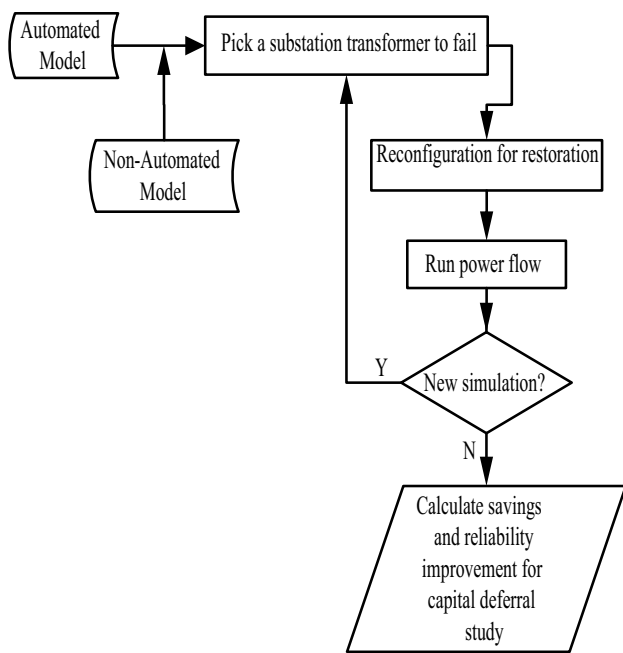 Automated
Model
Pick a substation transformer to fail
Non-Automated
Model
Reconfiguration for restoration
Run power flow
Y
New simulation?
N
Calculate savings
and reliability
improvement for
capital deferral
study